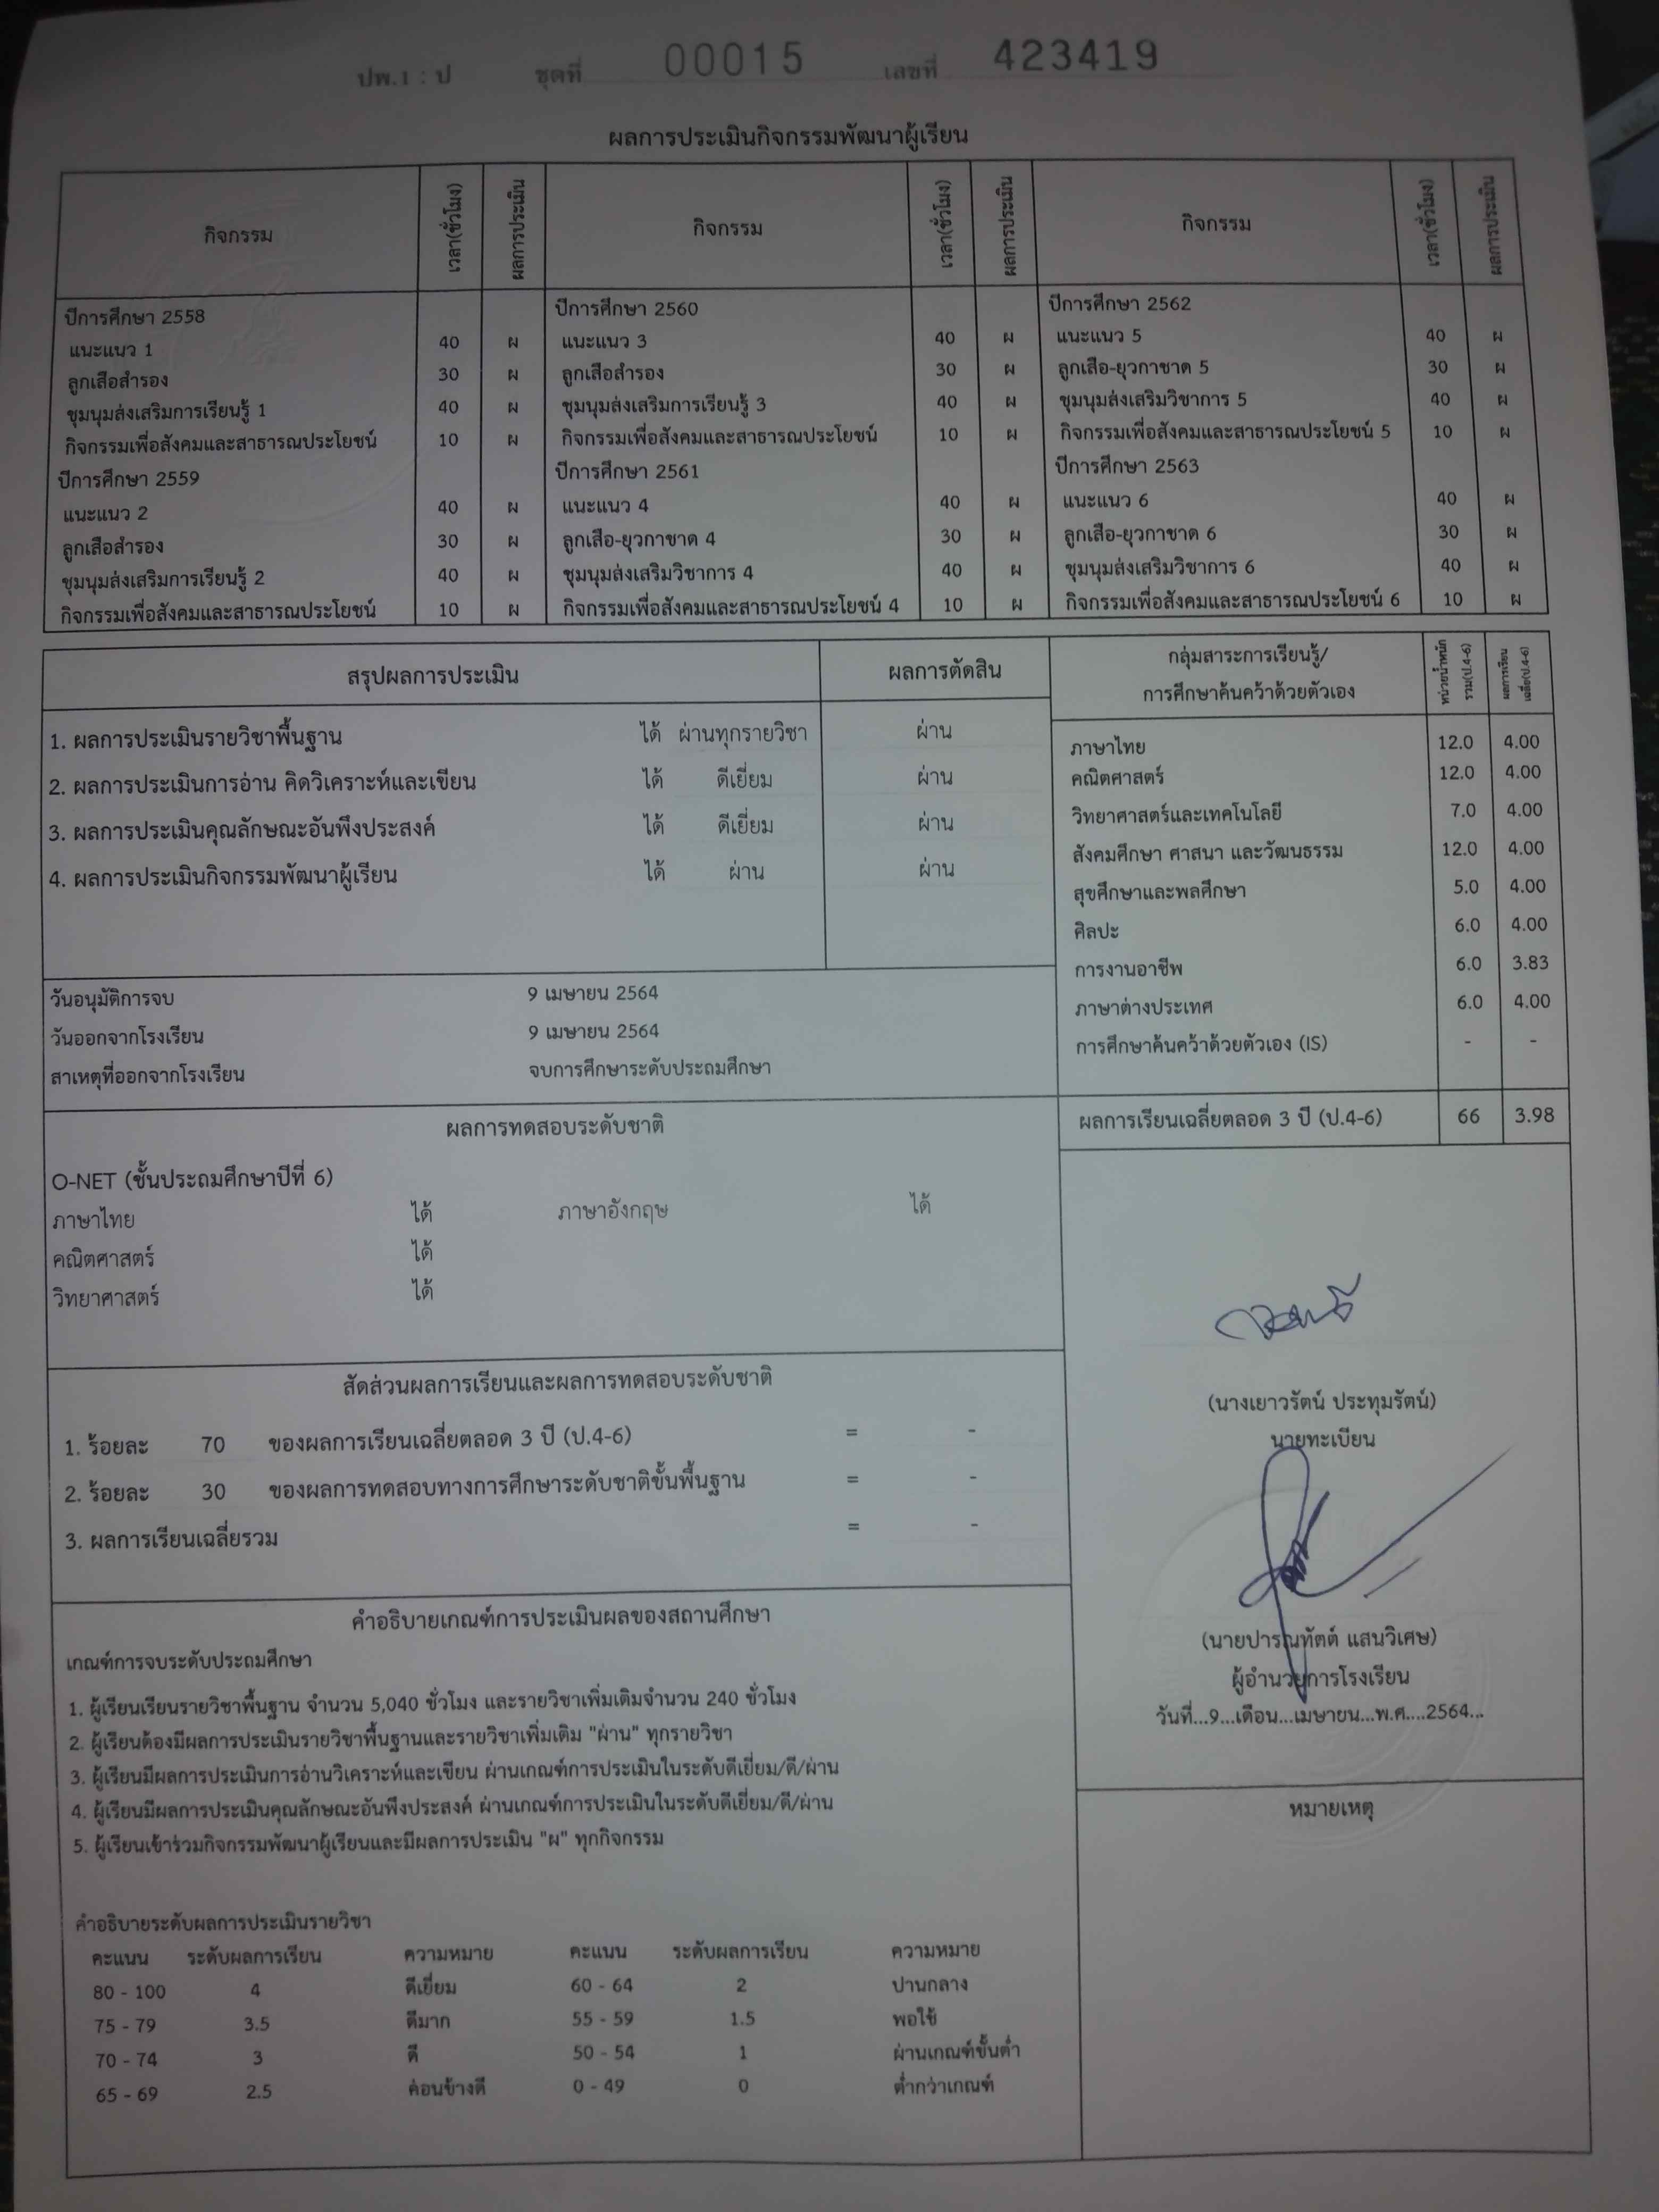 ปพ.1 : ป ชุดที่ 00015 เลขที่ 423419
ผลการประเมินกิจกรรมพัฒนาผู้เรียน
กิจกรรม เวลา(ชั่วโมง) ผลการประเมิน กิจกรรม เวลา(ชั่วโมง) ผลการประเมิน กิจกรรม เวลา(ชั่วโมง) ผลการประเมิน
ปีการศึกษา 2558 ปีการศึกษา 2560 ปีการศึกษา 2562
แนะแนว 1 40 ผ แนะแนว 3 40 ผ แนะแนว 5 40 ผ
ลูกเสือสำรอง 30 ผ ลูกเสือสำรอง 30 ผ ลูกเสือ-ยุวกาชาด 5 30 ผ
ชุมนุมส่งเสริมการเรียนรู้ 1 40 ผ ชุมนุมส่งเสริมการเรียนรู้ 3 40 ผ ชุมนุมส่งเสริมวิชาการ 5 40 ผ
กิจกรรมเพื่อสังคมและสาธารณประโยชน์ 10 ผ กิจกรรมเพื่อสังคมและสาธารณประโยชน์ 10 ผ กิจกรรมเพื่อสังคมและสาธารณประโยชน์ 5 10 ผ
ปีการศึกษา 2559 ปีการศึกษา 2561 ปีการศึกษา 2563
แนะแนว 2 40 ผ แนะแนว 4 40 ผ แนะแนว 6 40 ผ
ลูกเสือสำรอง 30 ผ ลูกเสือ-ยุวกาชาด 4 30 ผ ลูกเสือ-ยุวกาชาด 6 30 ผ
ชุมนุมส่งเสริมการเรียนรู้ 2 40 ผ ชุมนุมส่งเสริมวิชาการ 4 40 ผ ชุมนุมส่งเสริมวิชาการ 6 40 ผ
กิจกรรมเพื่อสังคมและสาธารณประโยชน์ 10 ผ กิจกรรมเพื่อสังคมและสาธารณประโยชน์ 4 10 ผ กิจกรรมเพื่อสังคมและสาธารณประโยชน์ 6 10 ผ
สรุปผลการประเมิน ผลการตัดสิน
1. ผลการประเมินรายวิชาพื้นฐาน ได้ ผ่านทุกรายวิชา ผ่าน
2. ผลการประเมินการอ่าน คิดวิเคราะห์และเขียน ได้ ดีเยี่ยม ผ่าน
3. ผลการประเมินคุณลักษณะอันพึงประสงค์ ได้ ดีเยี่ยม ผ่าน
4. ผลการประเมินกิจกรรมพัฒนาผู้เรียน ได้ ผ่าน ผ่าน
วันอนุมัติการจบ 9 เมษายน 2564
วันออกจากโรงเรียน 9 เมษายน 2564
สาเหตุที่ออกจากโรงเรียน จบการศึกษาระดับประถมศึกษา
กลุ่มสาระการเรียนรู้/
การศึกษาค้นคว้าด้วยตัวเอง
หน่วยน้ำหนัก
รวม(ป.4-6)
ผลการเรียน
เฉลี่ย(ป.4-6)
ภาษาไทย 12.0 4.00
คณิตศาสตร์ 12.0 4.00
วิทยาศาสตร์และเทคโนโลยี 7.0 4.00
สังคมศึกษา ศาสนา และวัฒนธรรม 12.0 4.00
สุขศึกษาและพลศึกษา 5.0 4.00
ศิลปะ 6.0 4.00
การงานอาชีพ 6.0 3.83
ภาษาต่างประเทศ 6.0 4.00
การศึกษาค้นคว้าด้วยตัวเอง (IS) - -
ผลการเรียนเฉลี่ยตลอด 3 ปี (ป.4-6) 66 3.98
ผลการทดสอบระดับชาติ
O-NET (ชั้นประถมศึกษาปีที่ 6)
ภาษาไทย ได้ ภาษาอังกฤษ ได้
คณิตศาสตร์ ได้
วิทยาศาสตร์ ได้
สัดส่วนผลการเรียนและผลการทดสอบระดับชาติ
1. ร้อยละ 70 ของผลการเรียนเฉลี่ยตลอด 3 ปี (ป.4-6) = -
2. ร้อยละ 30 ของผลการทดสอบทางการศึกษาระดับชาติขั้นพื้นฐาน = -
3. ผลการเรียนเฉลี่ยรวม = -
(นางเยาวรัตน์ ประทุมรัตน์)
นายทะเบียน
(นายปารณทัตต์ แสนวิเศษ)
ผู้อำนวยการโรงเรียน
วันที่...9...เดือน...เมษายน...พ.ศ....2564...
หมายเหตุ
คำอธิบายเกณฑ์การประเมินผลของสถานศึกษา
เกณฑ์การจบระดับประถมศึกษา
1. ผู้เรียนเรียนรายวิชาพื้นฐาน จำนวน 5,040 ชั่วโมง และรายวิชาเพิ่มเติมจำนวน 240 ชั่วโมง
2. ผู้เรียนต้องมีผลการประเมินรายวิชาพื้นฐานและรายวิชาเพิ่มเติม "ผ่าน" ทุกรายวิชา
3. ผู้เรียนมีผลการประเมินการอ่านวิเคราะห์และเขียน ผ่านเกณฑ์การประเมินในระดับดีเยี่ยม/ดี/ผ่าน
4. ผู้เรียนมีผลการประเมินคุณลักษณะอันพึงประสงค์ ผ่านเกณฑ์การประเมินในระดับดีเยี่ยม/ดี/ผ่าน
5. ผู้เรียนเข้าร่วมกิจกรรมพัฒนาผู้เรียนและมีผลการประเมิน "ผ" ทุกกิจกรรม
คำอธิบายระดับผลการประเมินรายวิชา
คะแนน ระดับผลการเรียน ความหมาย คะแนน ระดับผลการเรียน ความหมาย
80 - 100 4 ดีเยี่ยม 60 - 64 2 ปานกลาง
75 - 79 3.5 ดีมาก 55 - 59 1.5 พอใช้
70 - 74 3 ดี 50 - 54 1 ผ่านเกณฑ์ขั้นต่ำ
65 - 69 2.5 ค่อนข้างดี 0 - 49 0 ต่ำกว่าเกณฑ์